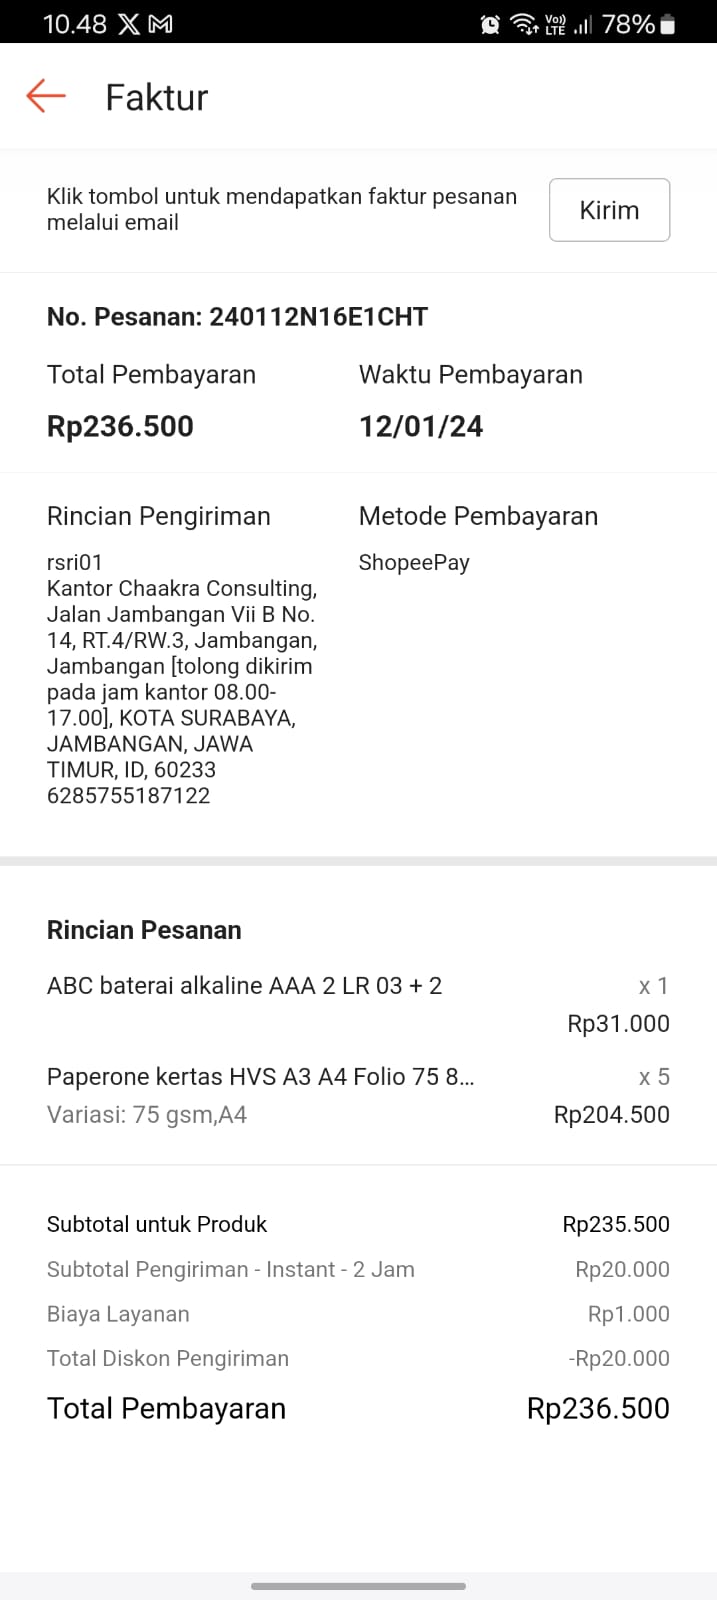 10.48 X M Vo)) LTE 78%
Faktur
Klik tombol untuk mendapatkan faktur pesanan
melalui email
Kirim
No. Pesanan: 240112N16E1CHT
Total Pembayaran Waktu Pembayaran
Rp236.500 12/01/24
Rincian Pengiriman Metode Pembayaran
rsri01 ShopeePay
Kantor Chaakra Consulting,
Jalan Jambangan Vii B No.
14, RT.4/RW.3, Jambangan,
Jambangan [tolong dikirim
pada jam kantor 08.00-
17.00], KOTA SURABAYA,
JAMBANGAN, JAWA
TIMUR, ID, 60233
6285755187122
Rincian Pesanan
ABC baterai alkaline AAA 2 LR 03 + 2 x 1
Rp31.000
Paperone kertas HVS A3 A4 Folio 75 8... x 5
Variasi: 75 gsm,A4 Rp204.500
Subtotal untuk Produk Rp235.500
Subtotal Pengiriman - Instant - 2 Jam Rp20.000
Biaya Layanan Rp1.000
Total Diskon Pengiriman -Rp20.000
Total Pembayaran Rp236.500